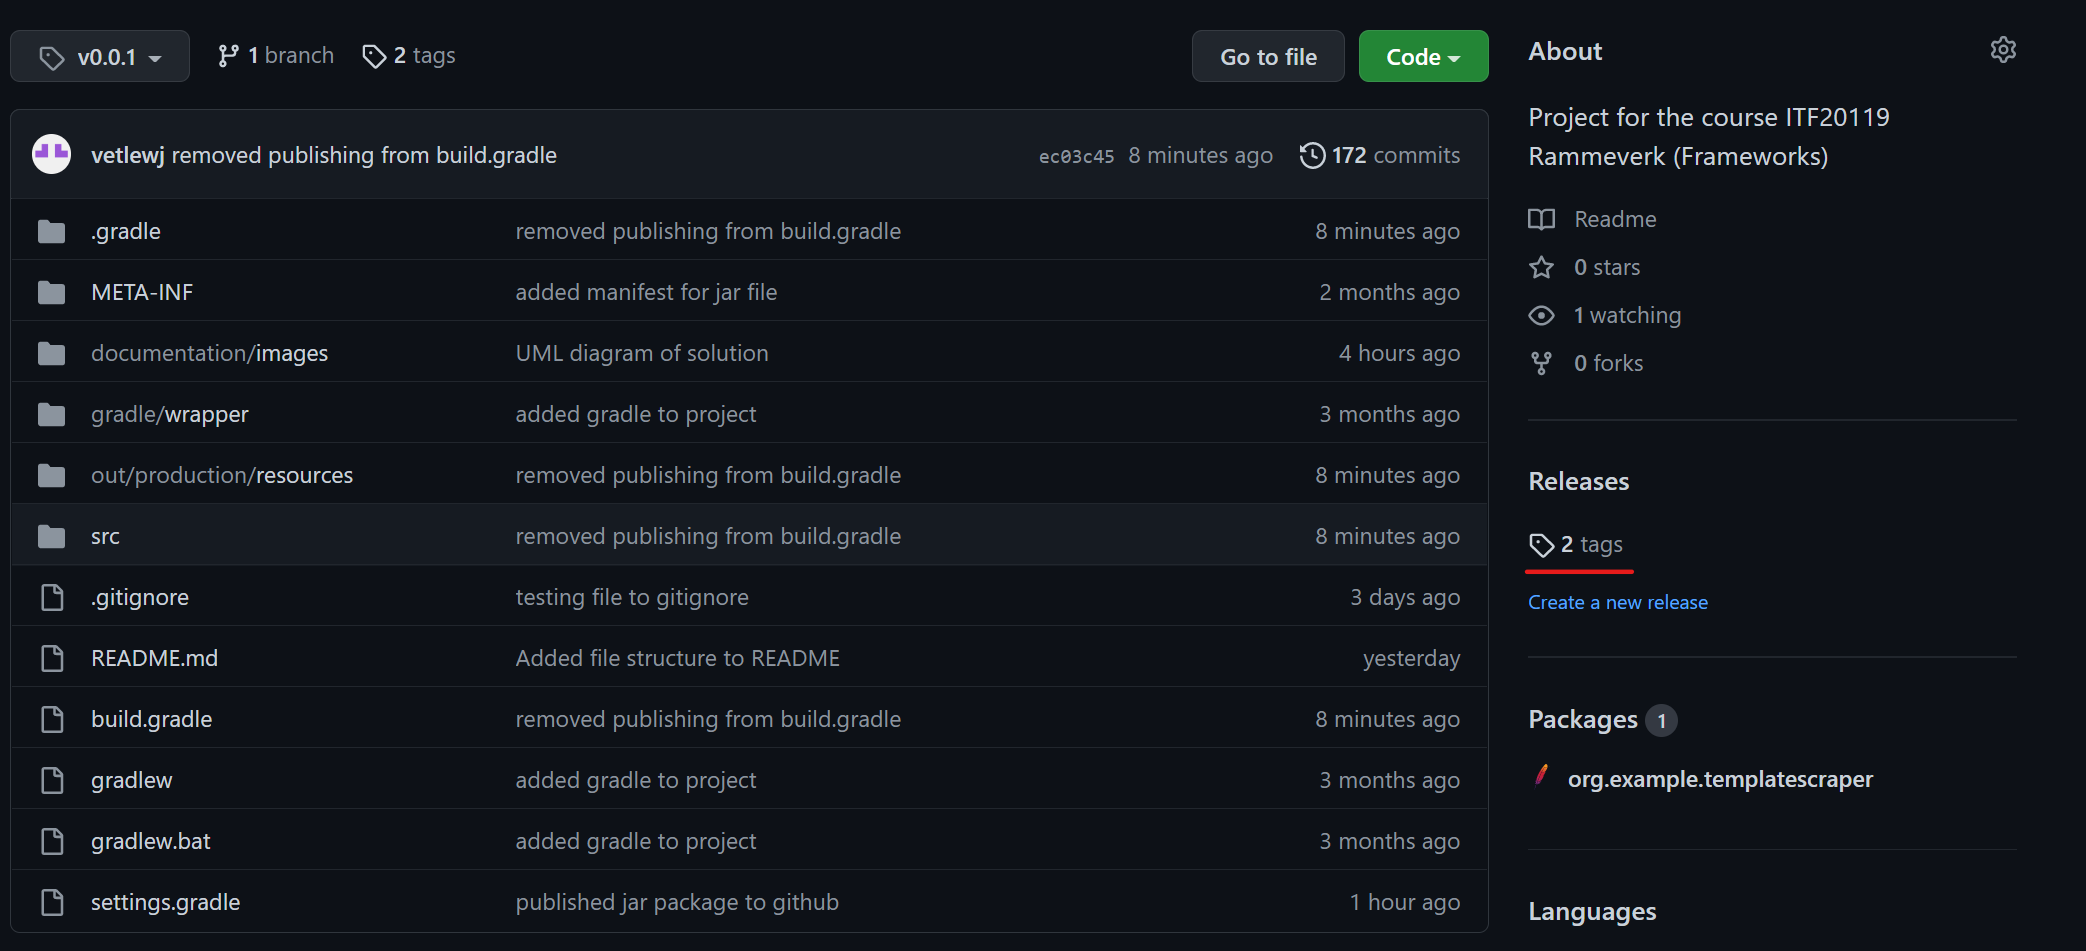 v0.0.1 1 branch 2 tags Go to file Code
vetlewj removed publishing from build.gradle ec03c45 8 minutes ago 172 commits
.gradle removed publishing from build.gradle 8 minutes ago
META-INF added manifest for jar file 2 months ago
documentation/images UML diagram of solution 4 hours ago
gradle/wrapper added gradle to project 3 months ago
out/production/resources removed publishing from build.gradle 8 minutes ago
src removed publishing from build.gradle 8 minutes ago
.gitignore testing file to gitignore 3 days ago
README.md Added file structure to README yesterday
build.gradle removed publishing from build.gradle 8 minutes ago
gradlew added gradle to project 3 months ago
gradlew.bat added gradle to project 3 months ago
settings.gradle published jar package to github 1 hour ago
About
Project for the course ITF20119
Rammeverk (Frameworks)
Readme
0 stars
1 watching
0 forks
Releases
2 tags
Create a new release
Packages 1
org.example.templatescraper
Languages